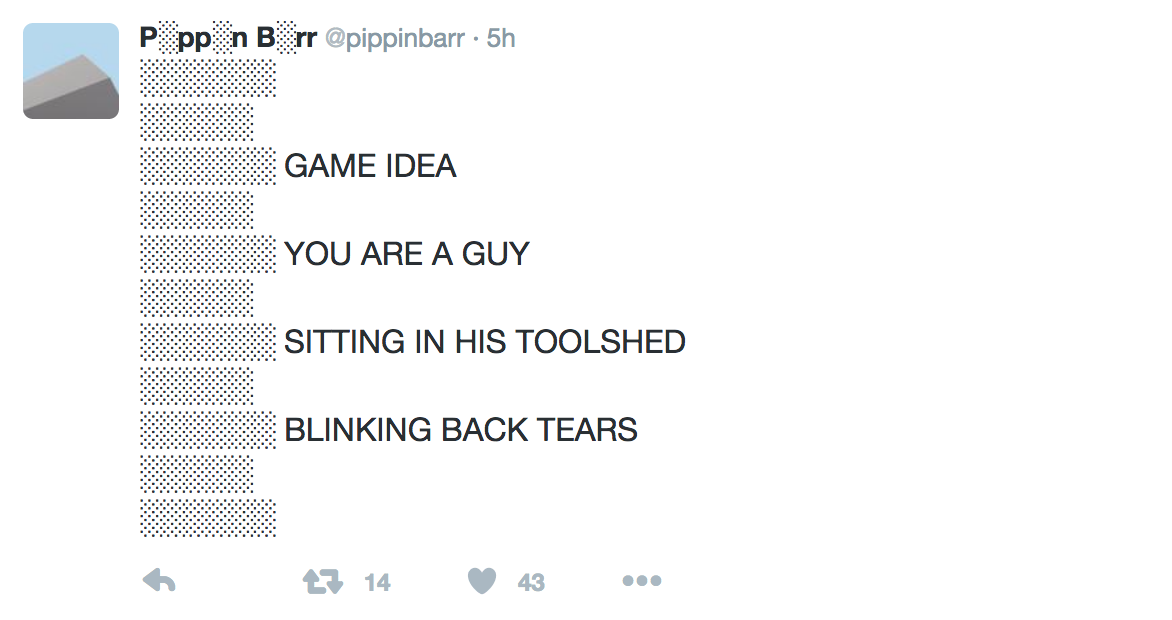 P░pp░n B░rr @pippinbarr · 5h
░░░░░░
░░░░░
░░░░░░ GAME IDEA
░░░░░
░░░░░░ YOU ARE A GUY
░░░░░
░░░░░░ SITTING IN HIS TOOLSHED
░░░░░
░░░░░░ BLINKING BACK TEARS
░░░░░
░░░░░░
14 43